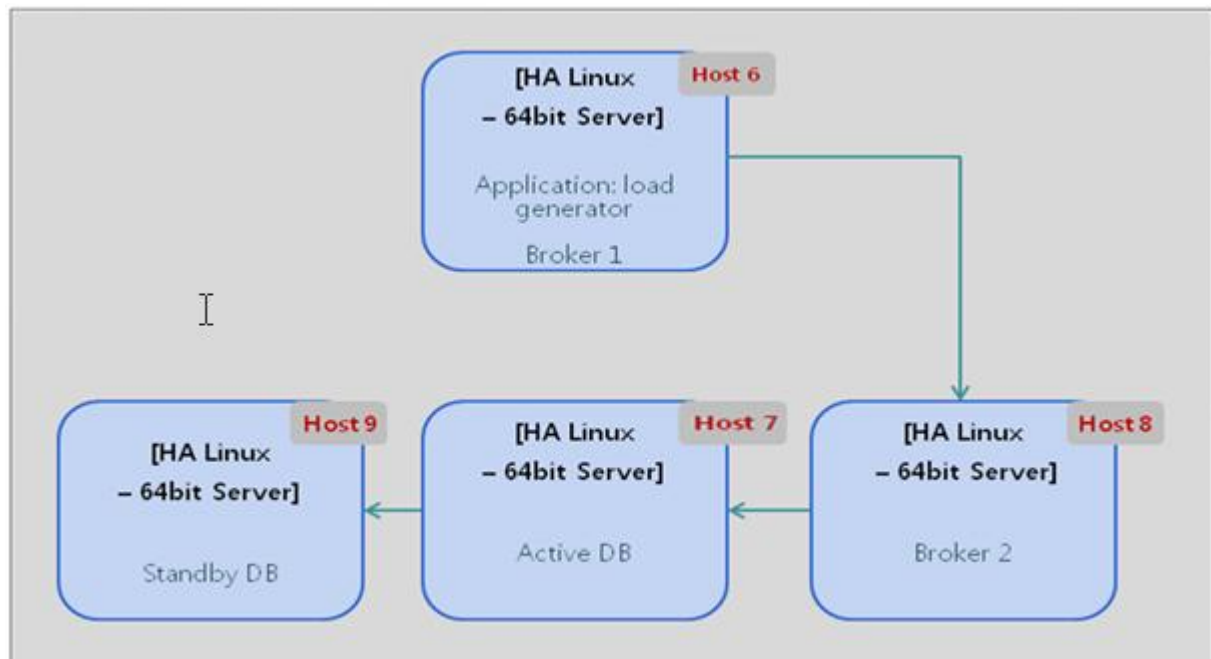 [HA Linux
– 64bit Server]
Host 6
Application: load
generator
Broker 1
[HA Linux
– 64bit Server]
Host 9
Standby DB
[HA Linux
– 64bit Server]
Host 7
Active DB
[HA Linux
– 64bit Server]
Host 8
Broker 2